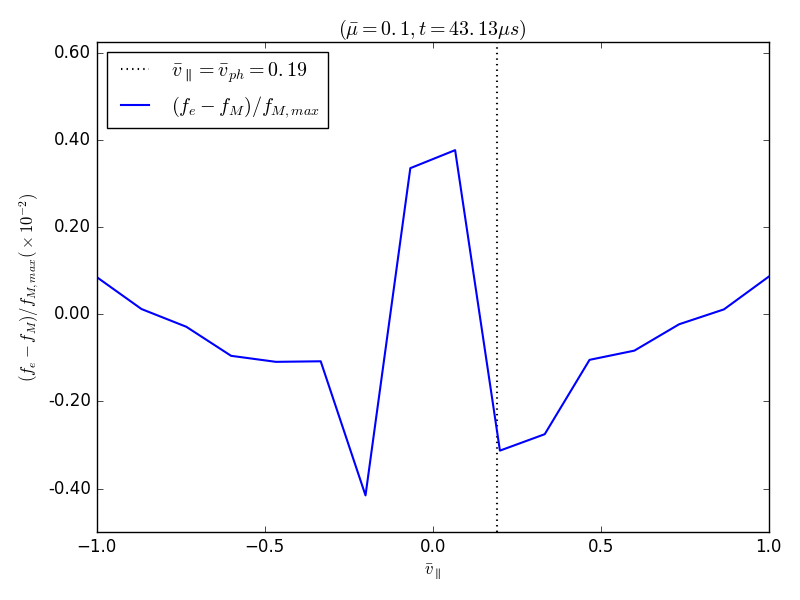 (μ̄ = 0.1, t = 43.13μs)
v̄∥ = v̄ph = 0.19
(fe − fM)/fM,max
0.60
0.40
0.20
0.00
-0.20
-0.40
(fe − fM)/fM,max(×10⁻²)
−1.0 −0.5 0.0 0.5 1.0
v̄∥